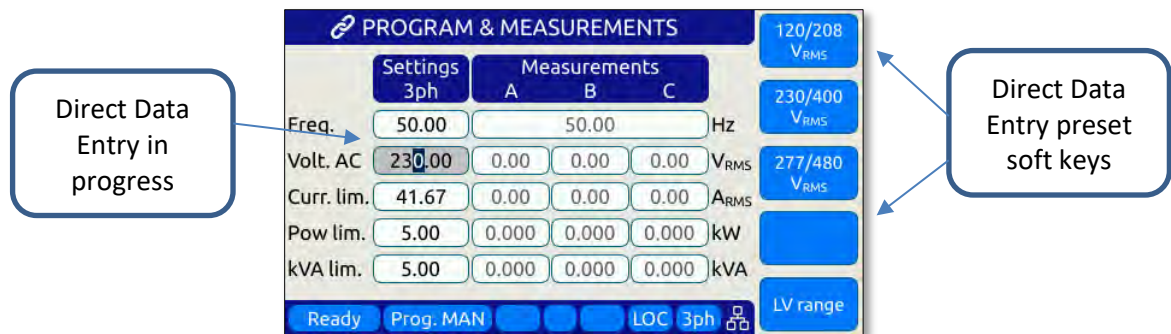 PROGRAM & MEASUREMENTS
Settings
3ph
Measurements
A B C
Freq. 50.00 50.00 Hz
Volt. AC 230.00 0.00 0.00 0.00 VRMS
Curr. lim. 41.67 0.00 0.00 0.00 ARMS
Pow lim. 5.00 0.000 0.000 0.000 kW
kVA lim. 5.00 0.000 0.000 0.000 kVA
Ready Prog. MAN LOC 3ph
120/208
VRMS
230/400
VRMS
277/480
VRMS
LV range
Direct Data
Entry in
progress
Direct Data
Entry preset
soft keys